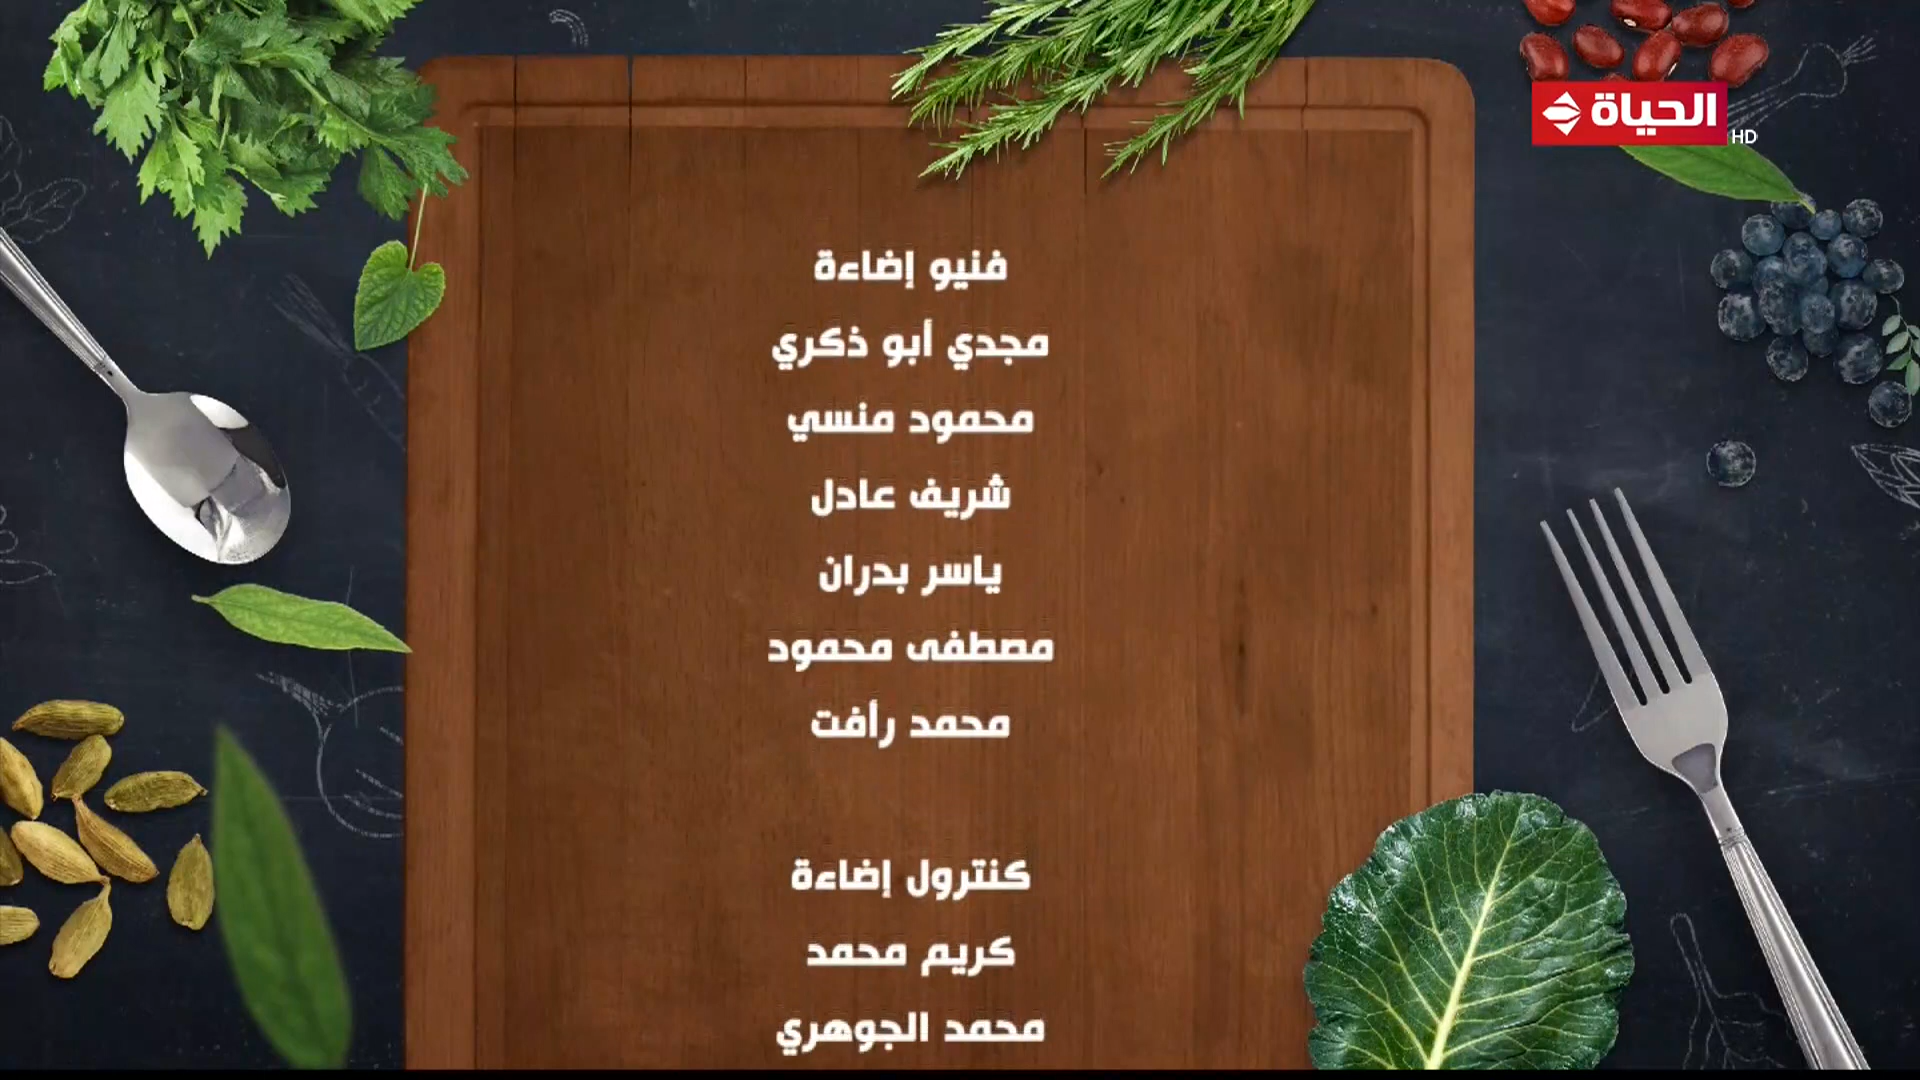 الحياة
HD
فنيو إضاءة
مجدي أبو ذكري
محمود منسي
شريف عادل
ياسر بدران
مصطفى محمود
محمد رأفت
كنترول إضاءة
كريم محمد
محمد الجوهري